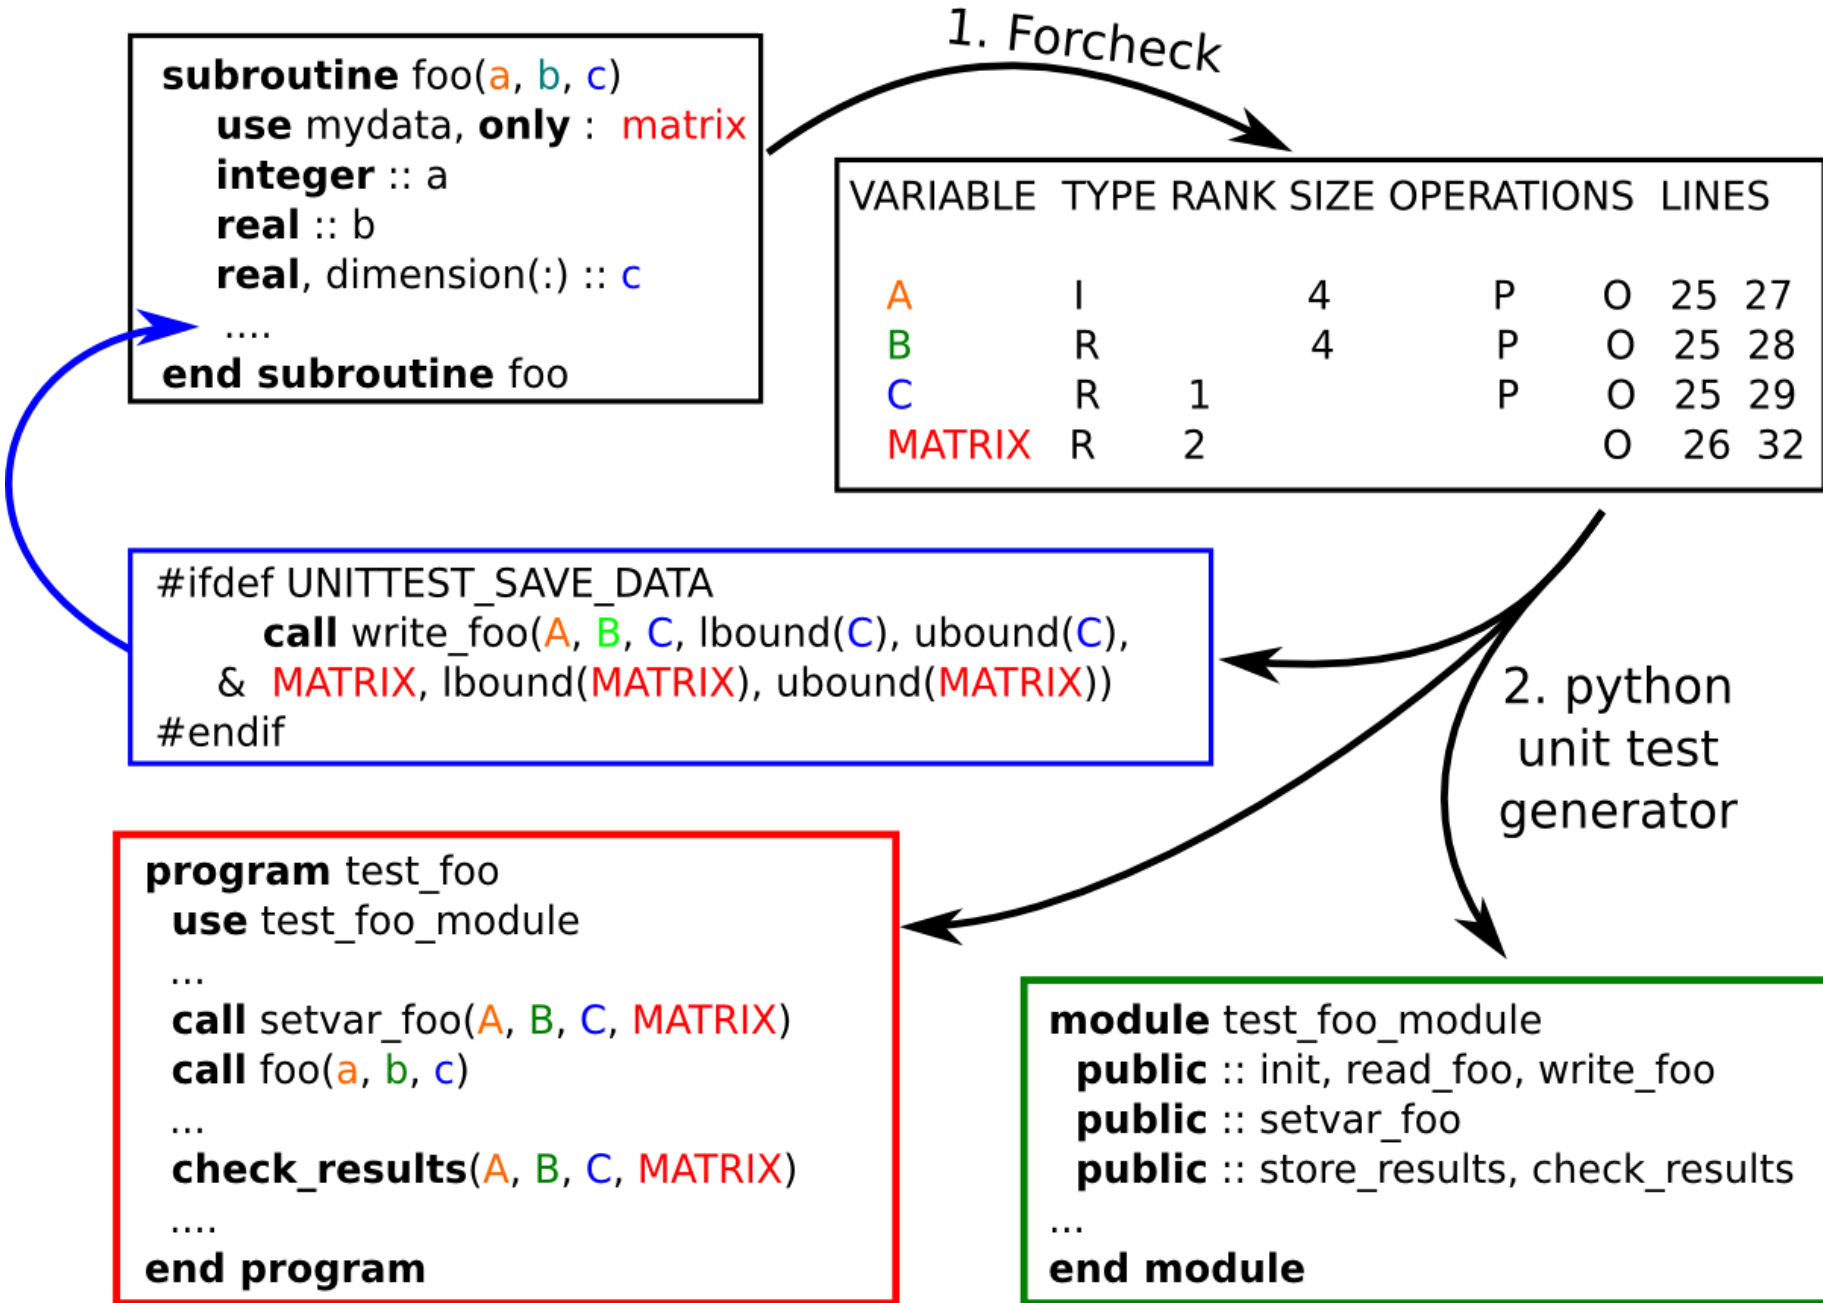 subroutine foo(a, b, c)
use mydata, only : matrix
integer :: a
real :: b
real, dimension(:) :: c
....
end subroutine foo
1. Forcheck
VARIABLE TYPE RANK SIZE OPERATIONS LINES
A I 4 P O 25 27
B R 4 P O 25 28
C R 1 P O 25 29
MATRIX R 2 O 26 32
#ifdef UNITTEST_SAVE_DATA
call write_foo(A, B, C, lbound(C), ubound(C),
& MATRIX, lbound(MATRIX), ubound(MATRIX))
#endif
2. python
unit test
generator
program test_foo
use test_foo_module
...
call setvar_foo(A, B, C, MATRIX)
call foo(a, b, c)
...
check_results(A, B, C, MATRIX)
....
end program
module test_foo_module
public :: init, read_foo, write_foo
public :: setvar_foo
public :: store_results, check_results
...
end module